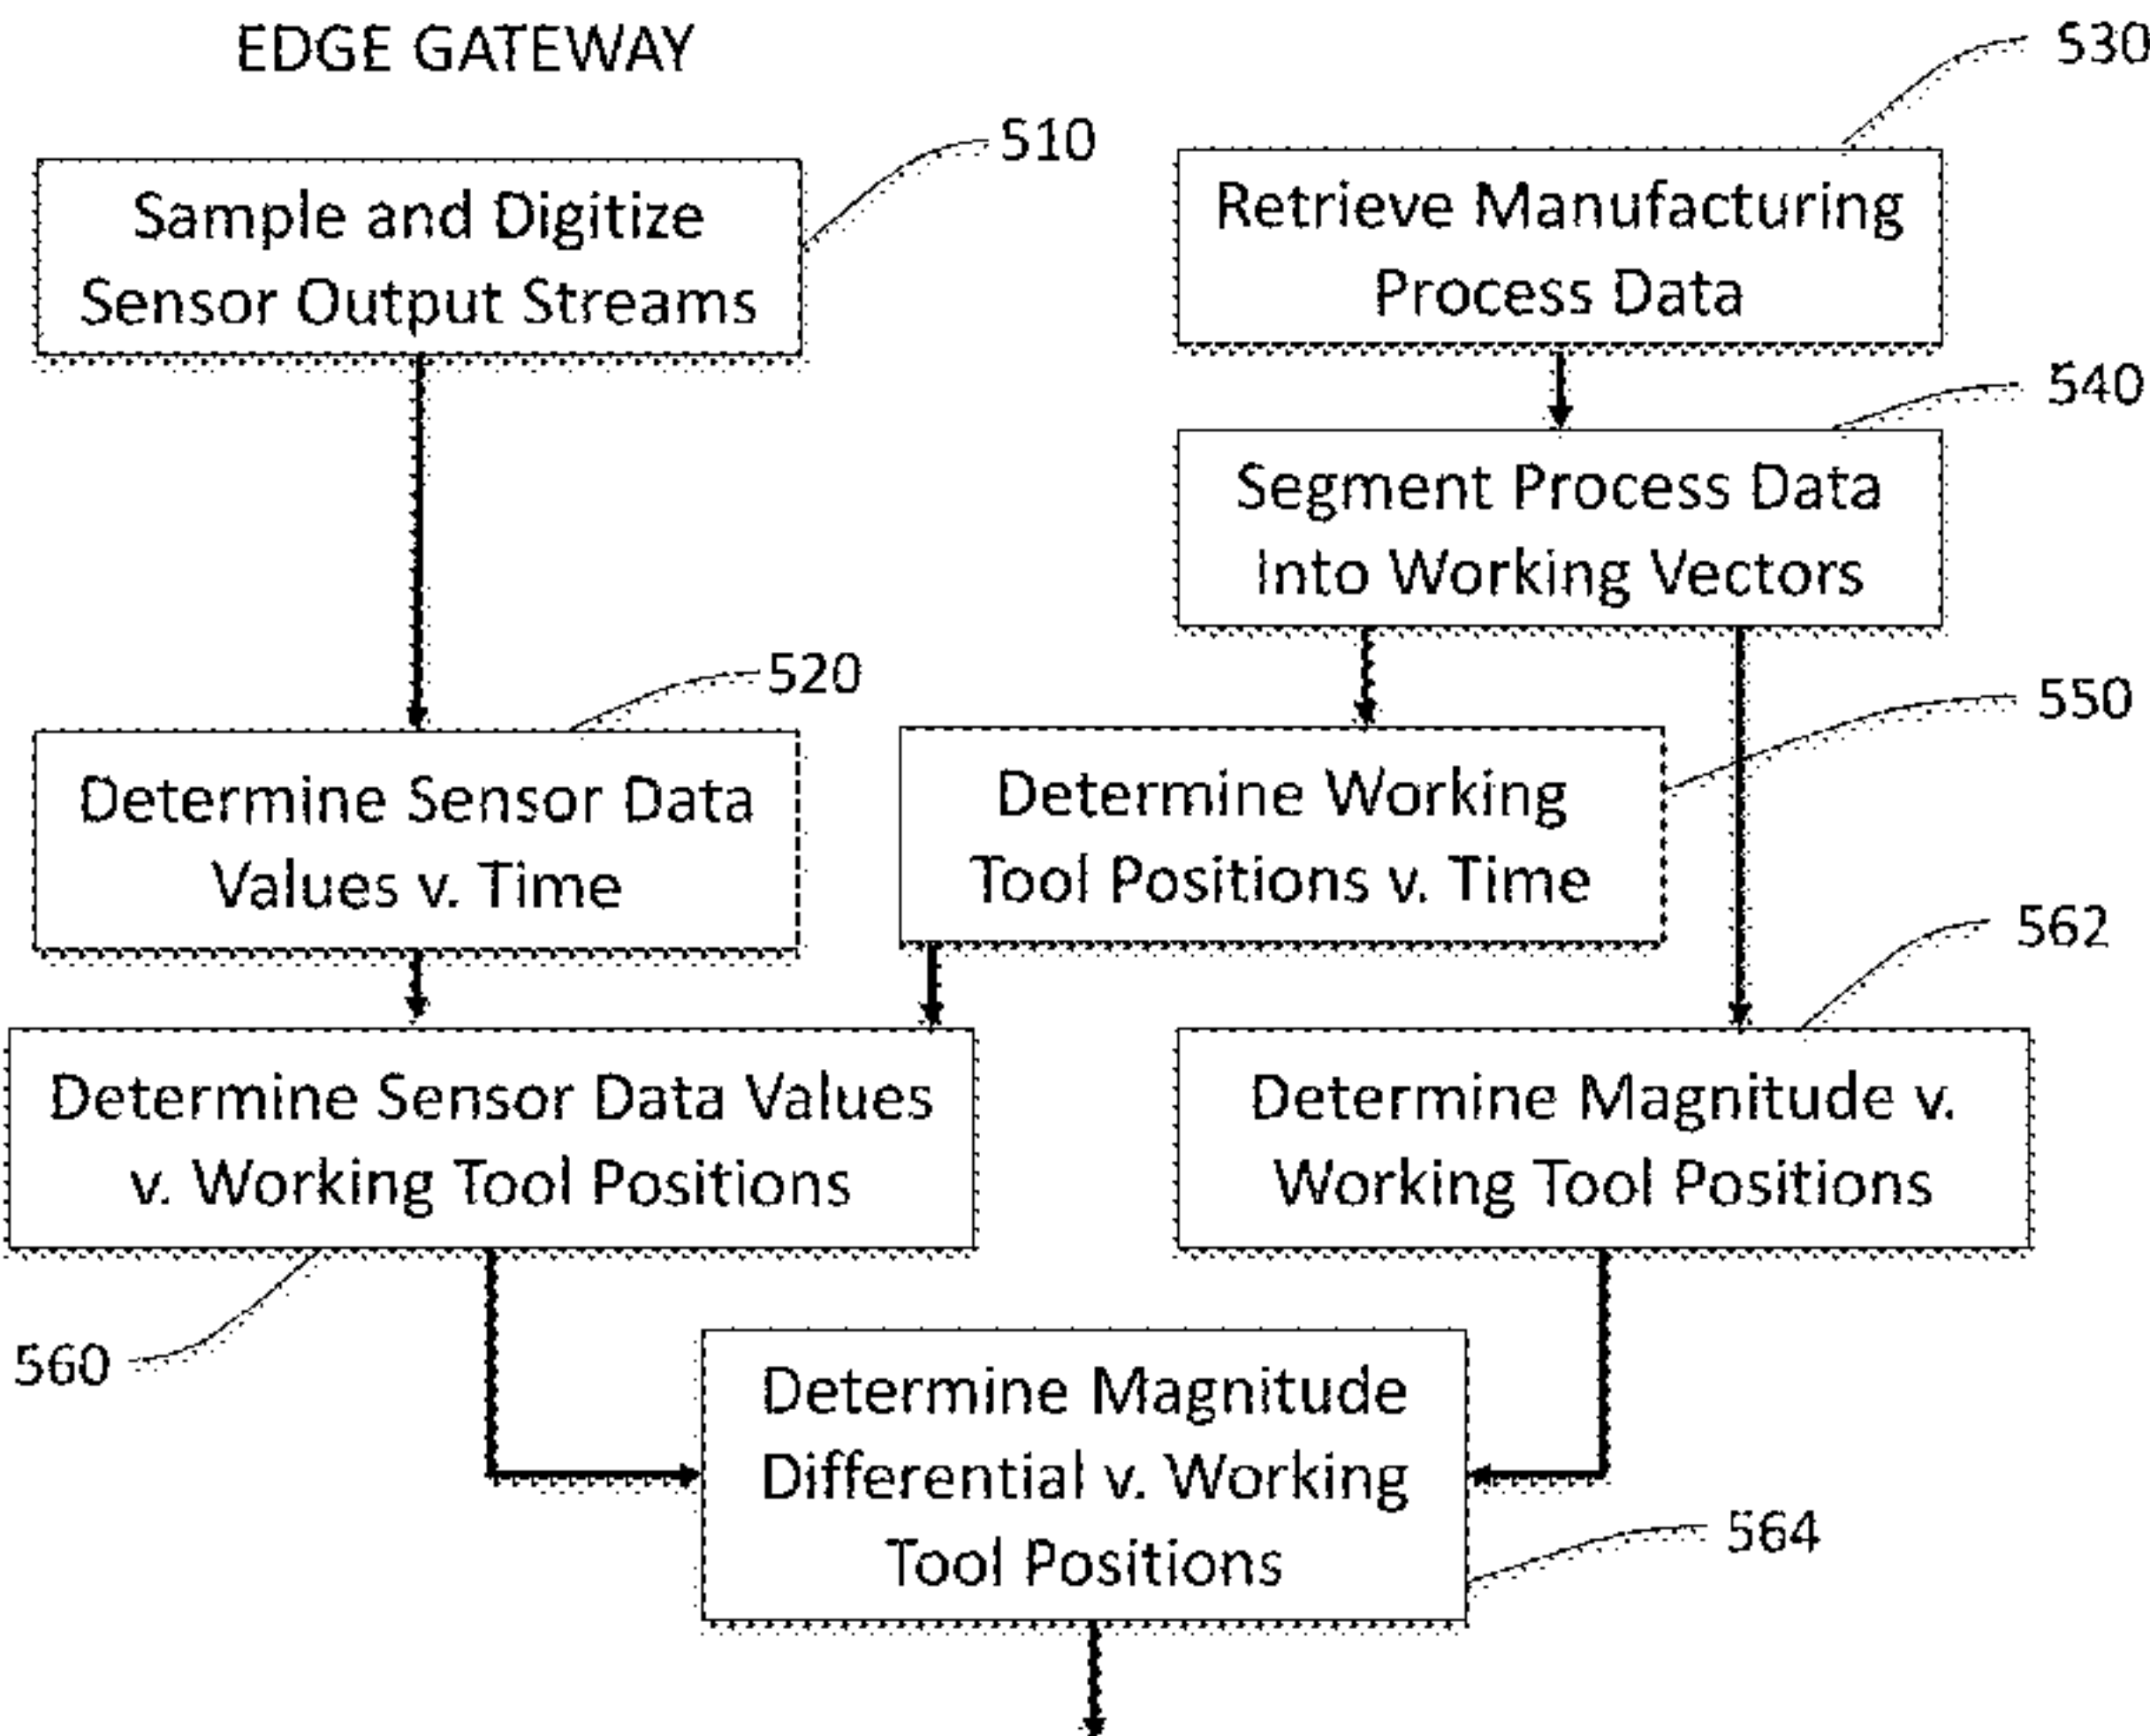 EDGE GATEWAY
530
510
Sample and Digitize
Sensor Output Streams
Retrieve Manufacturing
Process Data
540
Segment Process Data
Into Working Vectors
520
550
Determine Sensor Data
Values v. Time
Determine Working
Tool Positions v. Time
562
Determine Sensor Data Values
v. Working Tool Positions
Determine Magnitude v.
Working Tool Positions
560
Determine Magnitude
Differential v. Working
Tool Positions
564